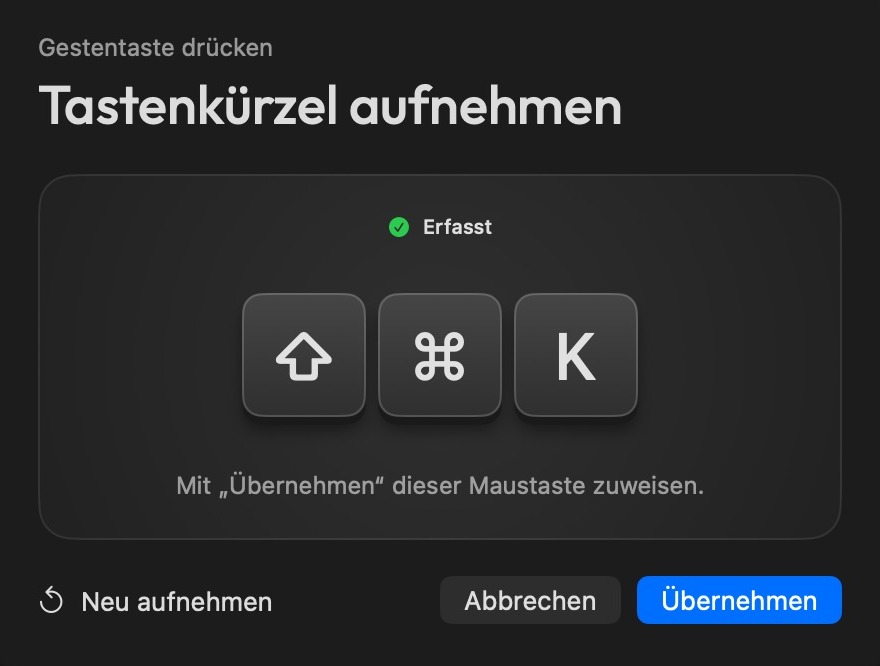 Gestentaste drücken
Tastenkürzel aufnehmen
Erfasst
⇧ ⌘ K
Mit „Übernehmen“ dieser Maustaste zuweisen.
Neu aufnehmen
Abbrechen
Übernehmen